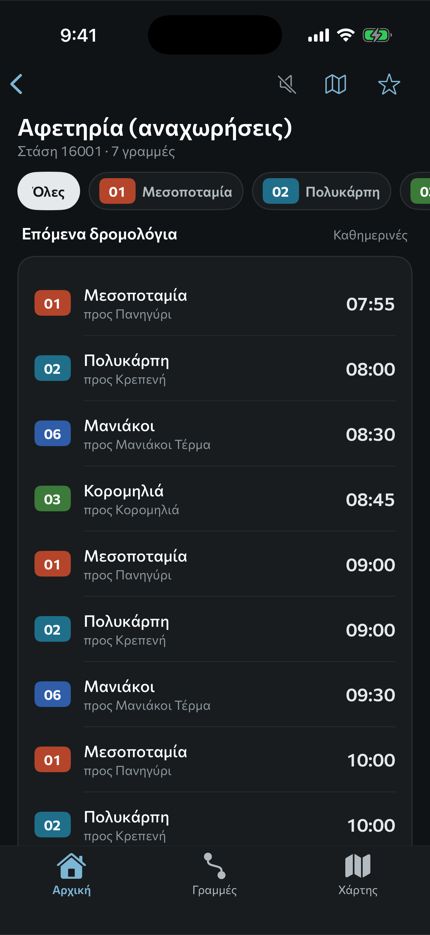 9:41
Αφετηρία (αναχωρήσεις)
Στάση 16001 · 7 γραμμές
Όλες
01 Μεσοποταμία
02 Πολυκάρπη
Επόμενα δρομολόγια
Καθημερινές
01 Μεσοποταμία 07:55
προς Πανηγύρι
02 Πολυκάρπη 08:00
προς Κρεπενή
06 Μανιάκοι 08:30
προς Μανιάκοι Τέρμα
03 Κορομηλιά 08:45
προς Κορομηλιά
01 Μεσοποταμία 09:00
προς Πανηγύρι
02 Πολυκάρπη 09:00
προς Κρεπενή
06 Μανιάκοι 09:30
προς Μανιάκοι Τέρμα
01 Μεσοποταμία 10:00
προς Πανηγύρι
02 Πολυκάρπη 10:00
προς Κρεπενή
Αρχική
Γραμμές
Χάρτης